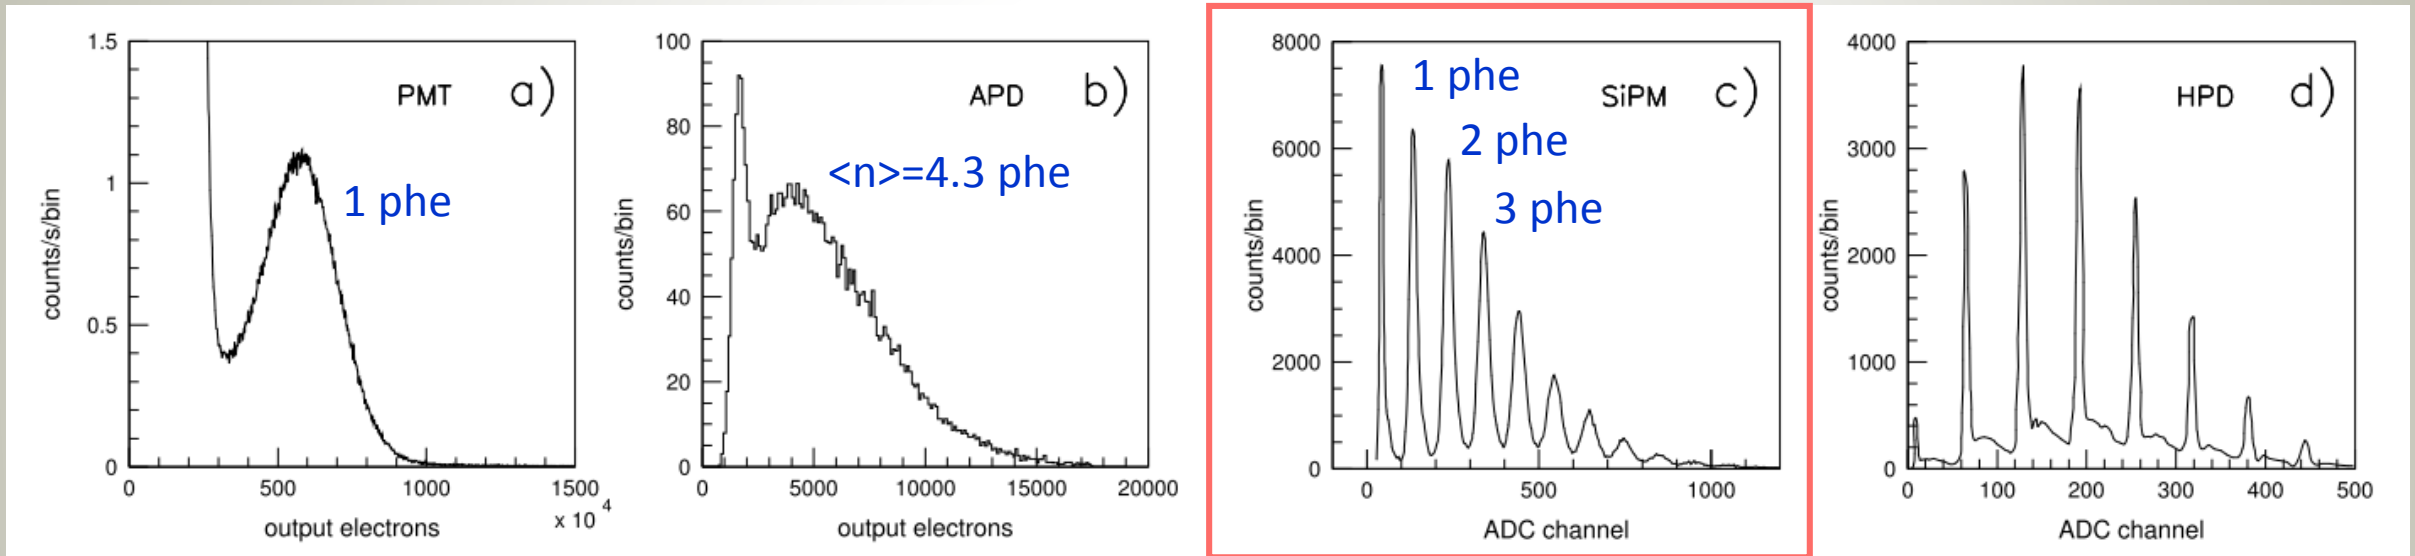 1.5
1
0.5
0
0
500
1000
1500
x 10 4
counts/s/bin
output electrons
PMT a)
1 phe
100
80
60
40
20
0
0
5000
10000
15000
20000
counts/bin
output electrons
APD b)
<n>=4.3 phe
8000
6000
4000
2000
0
0
500
1000
counts/bin
ADC channel
SiPM c)
1 phe
2 phe
3 phe
4000
3000
2000
1000
0
0
100
200
300
400
500
counts/bin
ADC channel
HPD d)